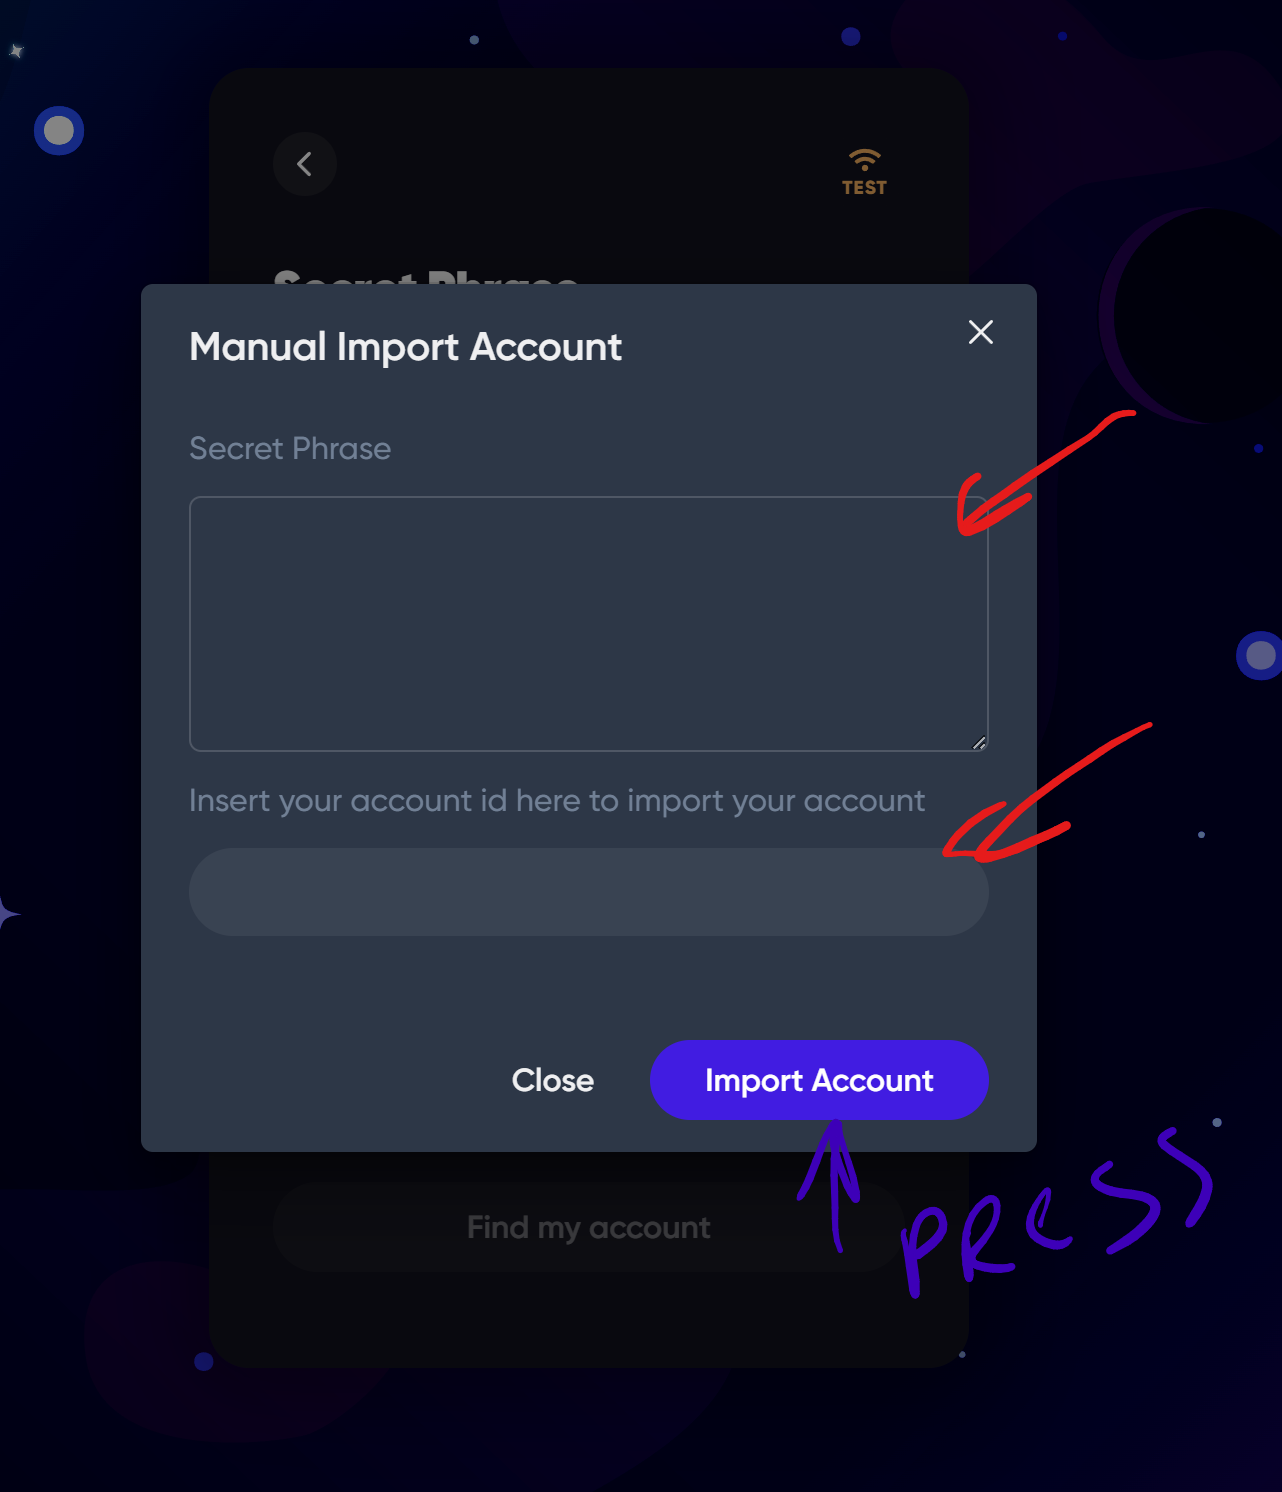 TEST
Secret Phrase
Manual Import Account
Secret Phrase
Insert your account id here to import your account
Close
Import Account
PRESS
Find my account